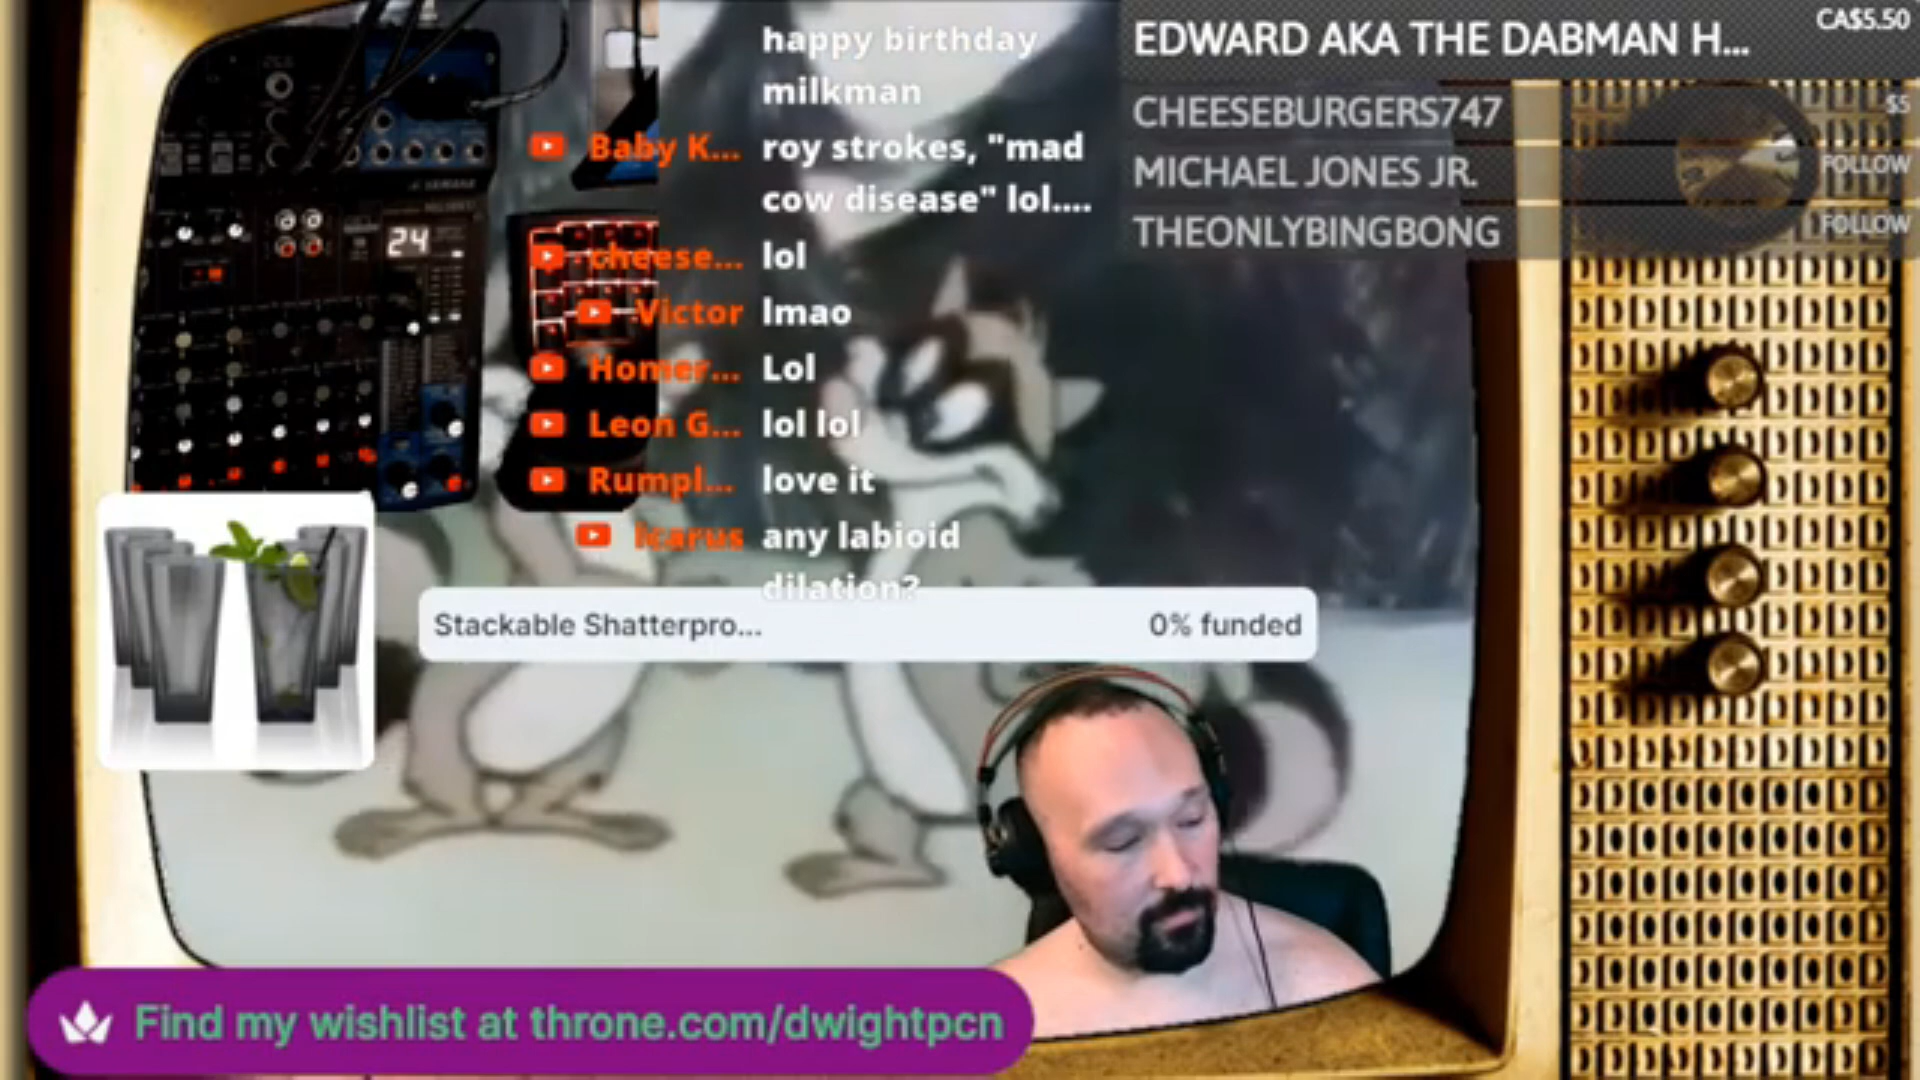 happy birthday
milkman
Baby K... roy strokes, "mad
cow disease" lol....
cheese... lol
Victor lmao
Homer... Lol
Leon G... lol lol
Rumpl... love it
Icarus any labioid
dilation?
EDWARD AKA THE DABMAN H... CA$5.50
CHEESEBURGERS747 $5
MICHAEL JONES JR. FOLLOW
THEONLYBINGBONG FOLLOW
YAMAHA
24
Stackable Shatterpro... 0% funded
Find my wishlist at throne.com/dwightpcn